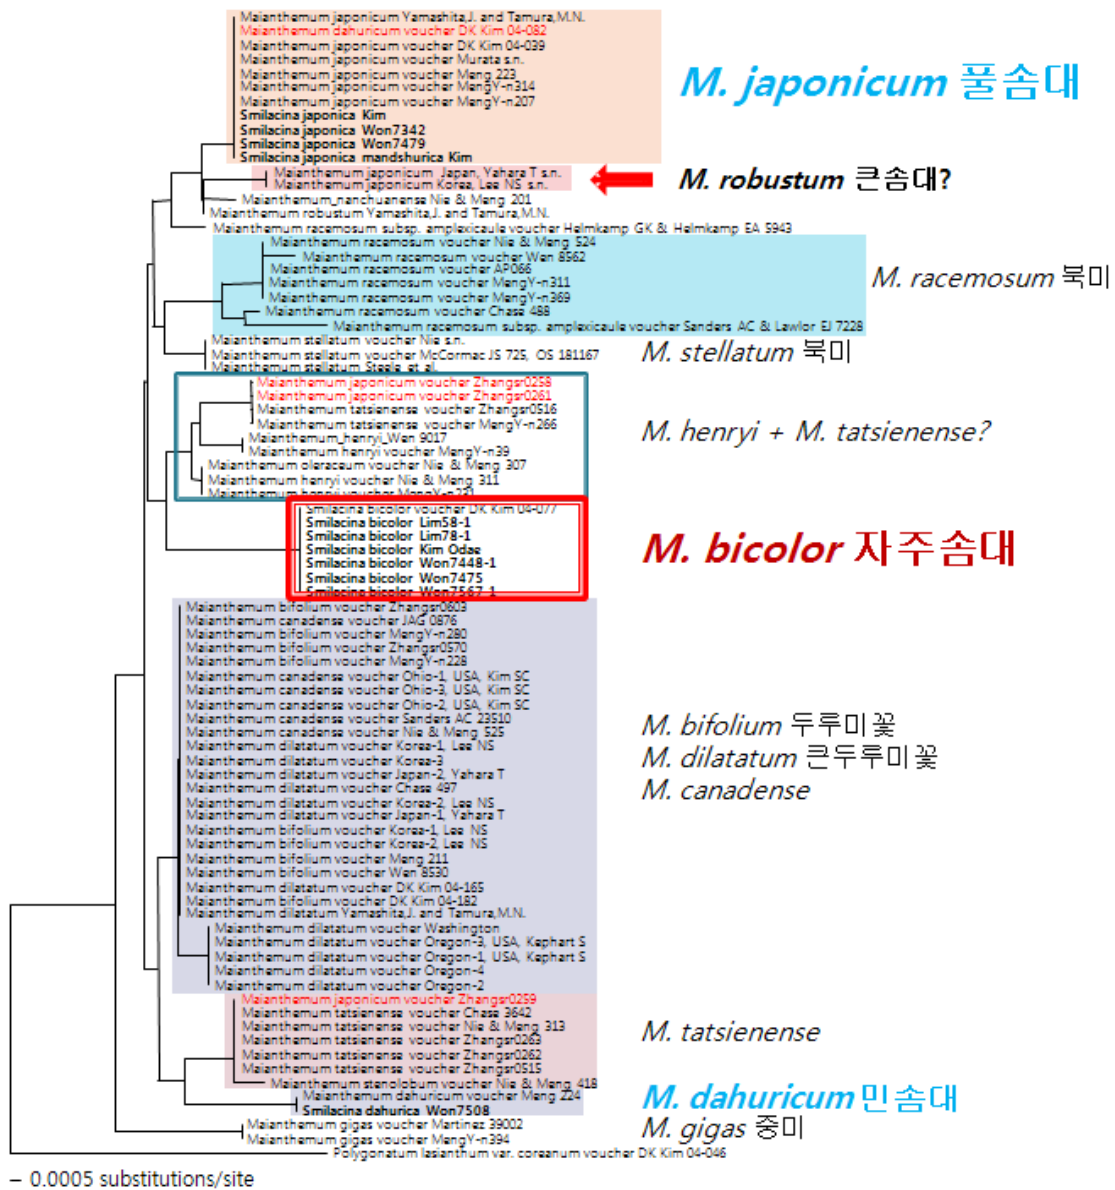 Maianthemum japonicum Yamashita,J. and Tamura,M.N.
Maianthemum dahuricum voucher DK Kim 04-082
Maianthemum japonicum voucher DK Kim 04-039
Maianthemum japonicum voucher Murata s.n.
Maianthemum japonicum voucher Meng 223
Maianthemum japonicum voucher MengY-n314
Maianthemum japonicum voucher MengY-n207
Smilacina japonica Kim
Smilacina japonica Won7342
Smilacina japonica Won7479
Smilacina japonica mandshurica Kim
M. japonicum 풀솜대
Maianthemum japonicum Japan, Yahara T s.n.
Maianthemum japonicum Korea, Lee NS s.n.
M. robustum 큰솜대?
Maianthemum_nanchuanense Nie & Meng 201
Maianthemum robustum Yamashita,J. and Tamura,M.N.
Maianthemum racemosum subsp. amplexicaule voucher Helmkamp GK & Helmkamp EA 5943
Maianthemum racemosum voucher Nie & Meng 524
Maianthemum racemosum voucher Wen 8562
Maianthemum racemosum voucher AP066
Maianthemum racemosum voucher MengY-n311
Maianthemum racemosum voucher MengY-n369
Maianthemum racemosum voucher Chase 488
Maianthemum racemosum subsp. amplexicaule voucher Sanders AC & Lawlor EJ 7228
M. racemosum 북미
Maianthemum stellatum voucher Nie s.n.
Maianthemum stellatum voucher McCormac JS 725, OS 181167
Maianthemum stellatum Steele et al.
M. stellatum 북미
Maianthemum japonicum voucher Zhangsr0258
Maianthemum japonicum voucher Zhangsr0261
Maianthemum tatsienense voucher Zhangsr0516
Maianthemum tatsienense voucher MengY-n266
Maianthemum_henryi_Wen 9017
Maianthemum henryi voucher MengY-n39
Maianthemum oleraceum voucher Nie & Meng 307
Maianthemum henryi voucher Nie & Meng 311
Maianthemum henryi voucher MengY-n231
M. henryi + M. tatsienense?
Smilacina bicolor voucher DK Kim 04-077
Smilacina bicolor Lim58-1
Smilacina bicolor Lim78-1
Smilacina bicolor Kim Odae
Smilacina bicolor Won7448-1
Smilacina bicolor Won7475
Smilacina bicolor Won7567-1
M. bicolor 자주솜대
Maianthemum bifolium voucher Zhangsr0603
Maianthemum canadense voucher JAG 0876
Maianthemum bifolium voucher MengY-n280
Maianthemum bifolium voucher Zhangsr0570
Maianthemum bifolium voucher MengY-n228
Maianthemum canadense voucher Ohio-1, USA, Kim SC
Maianthemum canadense voucher Ohio-3, USA, Kim SC
Maianthemum canadense voucher Ohio-2, USA, Kim SC
Maianthemum canadense voucher Sanders AC 23510
Maianthemum canadense voucher Nie & Meng 525
Maianthemum dilatatum voucher Korea-1, Lee NS
Maianthemum dilatatum voucher Korea-3
Maianthemum dilatatum voucher Japan-2, Yahara T
Maianthemum dilatatum voucher Chase 497
Maianthemum dilatatum voucher Korea-2, Lee NS
Maianthemum dilatatum voucher Japan-1, Yahara T
Maianthemum bifolium voucher Korea-1, Lee NS
Maianthemum bifolium voucher Korea-2, Lee NS
Maianthemum bifolium voucher Meng 211
Maianthemum bifolium voucher Wen 8530
Maianthemum dilatatum voucher DK Kim 04-165
Maianthemum bifolium voucher DK Kim 04-182
Maianthemum dilatatum Yamashita,J. and Tamura,M.N.
Maianthemum dilatatum voucher Washington
Maianthemum dilatatum voucher Oregon-3, USA, Kephart S
Maianthemum dilatatum voucher Oregon-1, USA, Kephart S
Maianthemum dilatatum voucher Oregon-4
Maianthemum dilatatum voucher Oregon-2
M. bifolium 두루미꽃
M. dilatatum 큰두루미꽃
M. canadense
Maianthemum japonicum voucher Zhangsr0259
Maianthemum tatsienense voucher Chase 3642
Maianthemum tatsienense voucher Nie & Meng 313
Maianthemum tatsienense voucher Zhangsr0263
Maianthemum tatsienense voucher Zhangsr0262
Maianthemum tatsienense voucher Zhangsr0515
Maianthemum stenolobum voucher Nie & Meng 418
M. tatsienense
Maianthemum dahuricum voucher Meng 224
Smilacina dahurica Won7508
M. dahuricum 민솜대
Maianthemum gigas voucher Martinez 39002
Maianthemum gigas voucher MengY-n394
M. gigas 중미
Polygonatum lasianthum var. coreanum voucher DK Kim 04-046
– 0.0005 substitutions/site